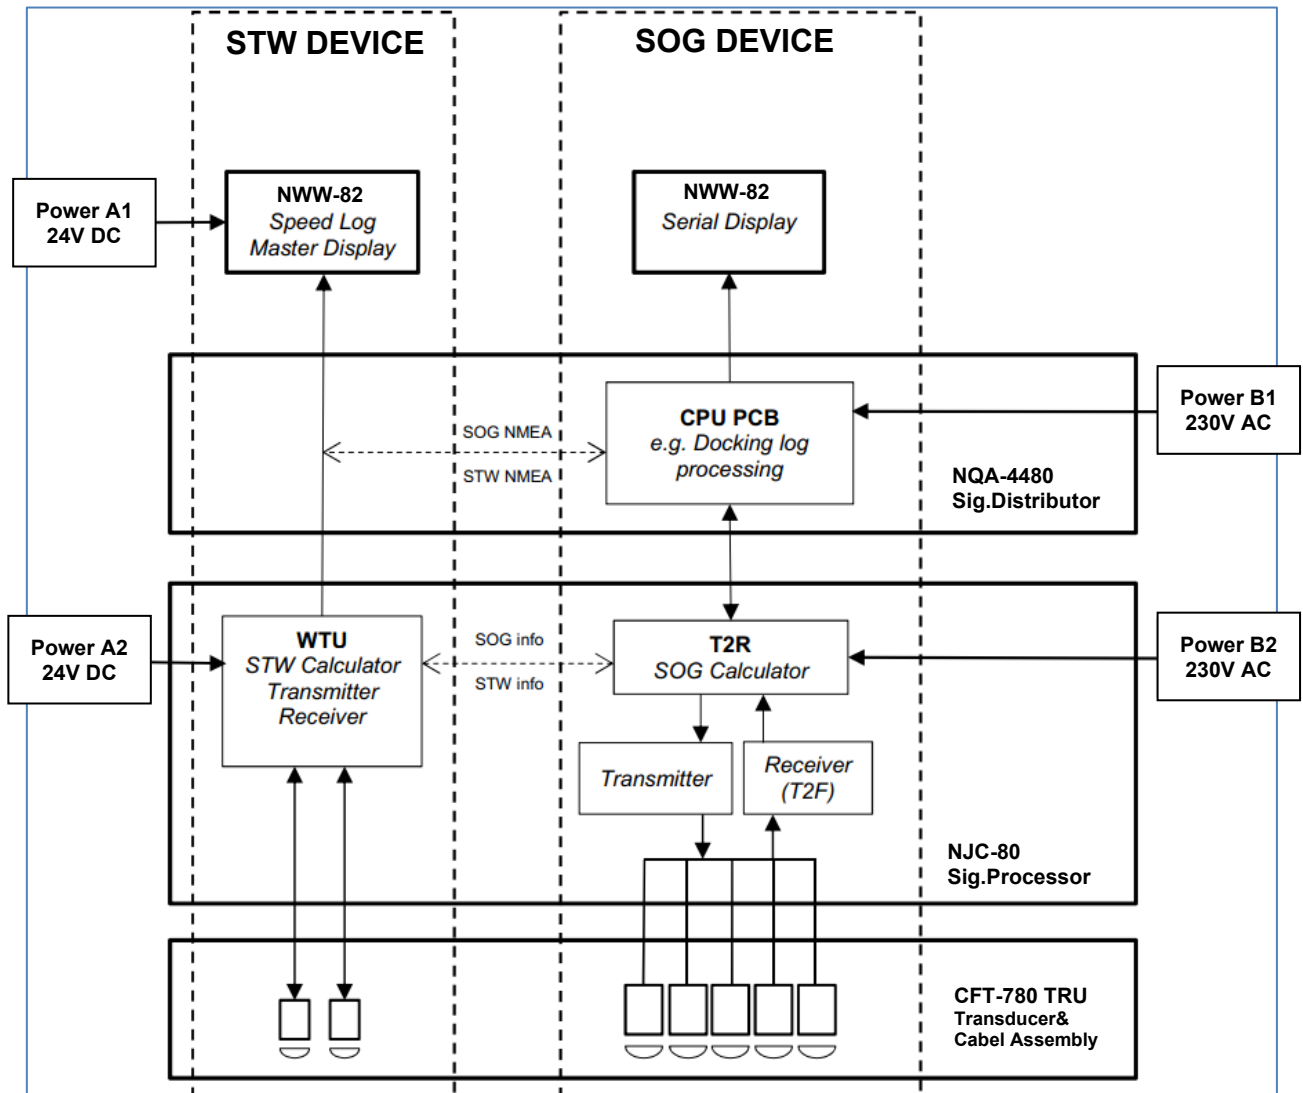 STW DEVICE
SOG DEVICE
Power A1
24V DC
NWW-82
Speed Log
Master Display
NWW-82
Serial Display
SOG NMEA
STW NMEA
CPU PCB
e.g. Docking log
processing
Power B1
230V AC
NQA-4480
Sig.Distributor
Power A2
24V DC
WTU
STW Calculator
Transmitter
Receiver
SOG info
STW info
T2R
SOG Calculator
Power B2
230V AC
Transmitter
Receiver
(T2F)
NJC-80
Sig.Processor
CFT-780 TRU
Transducer&
Cabel Assembly